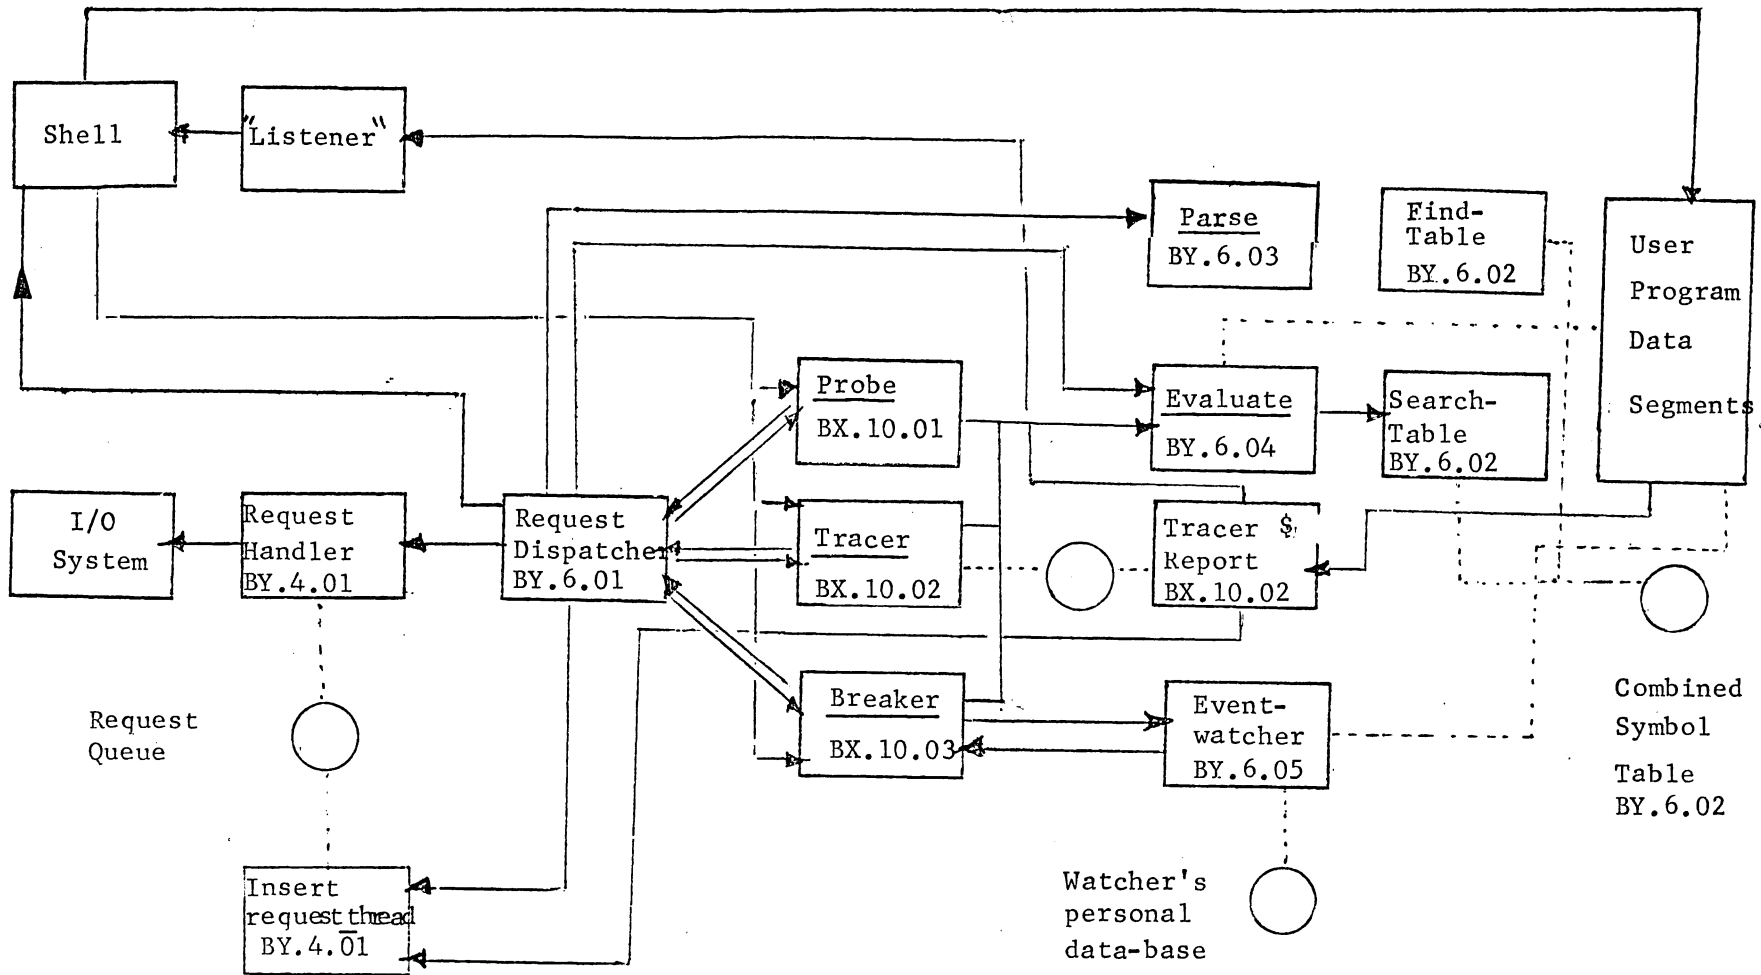 Shell
"Listener"
Parse
BY.6.03
Find-
Table
BY.6.02
User
Program
Data
Segments
Probe
BX.10.01
Evaluate
BY.6.04
Search-
Table
BY.6.02
I/O
System
Request
Handler
BY.4.01
Request
Dispatcher
BY.6.01
Tracer
BX.10.02
Tracer $
Report
BX.10.02
Request
Queue
Breaker
BX.10.03
Event-
watcher
BY.6.05
Combined
Symbol
Table
BY.6.02
Insert
request_thread
BY.4.01
Watcher's
personal
data-base